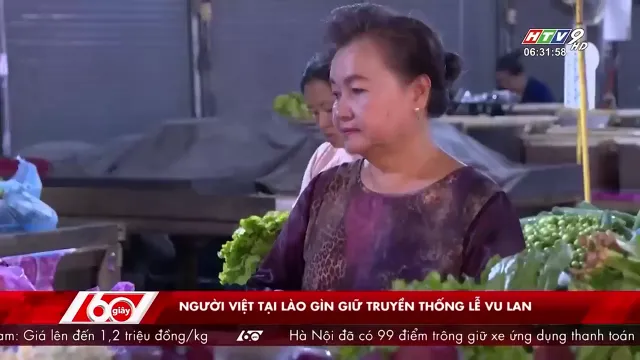 HTV9 HD
06:31:58
60 giây
NGƯỜI VIỆT TẠI LÀO GÌN GIỮ TRUYỀN THỐNG LỄ VU LAN
am: Giá lên đến 1,2 triệu đồng/kg 60 Hà Nội đã có 99 điểm trông giữ xe ứng dụng thanh toán